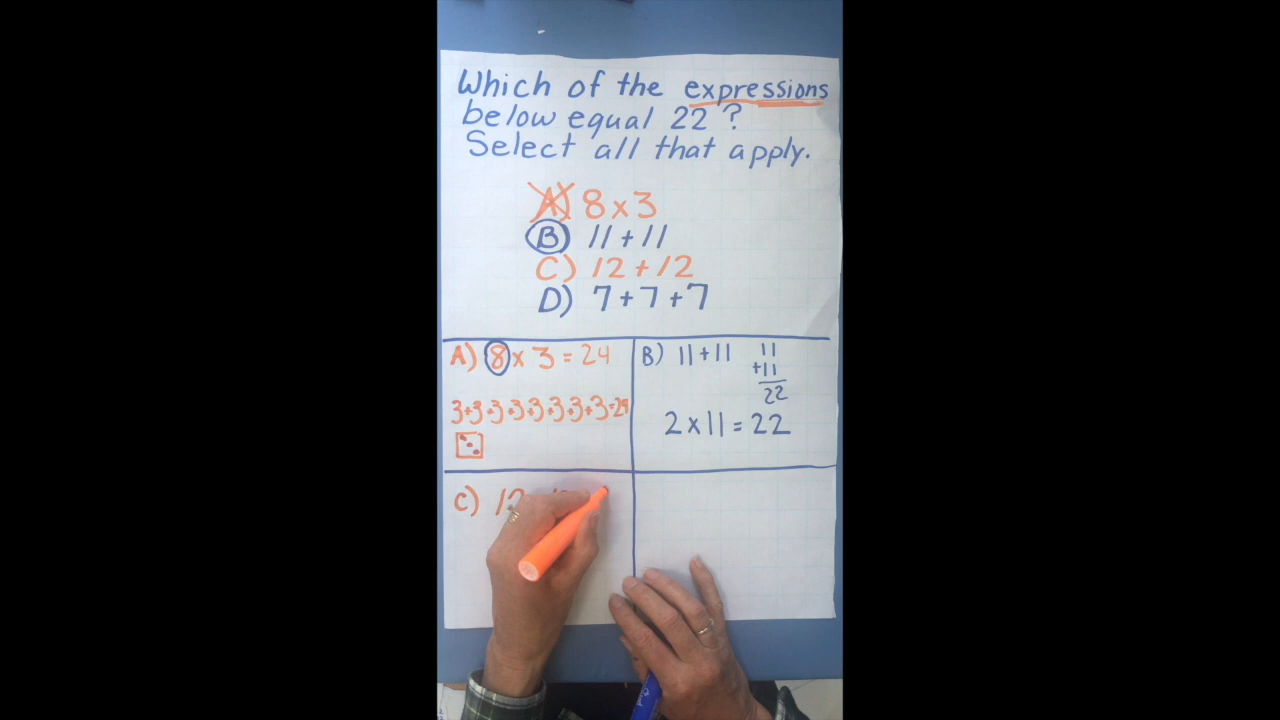 Which of the expressions
below equal 22?
Select all that apply.
A) 8 x 3
B) 11 + 11
C) 12 + 12
D) 7 + 7 + 7
A) 8 x 3 = 24
3+3+3+3+3+3+3+3=24
B) 11 + 11
11
+11
22
2 x 11 = 22
C) 12